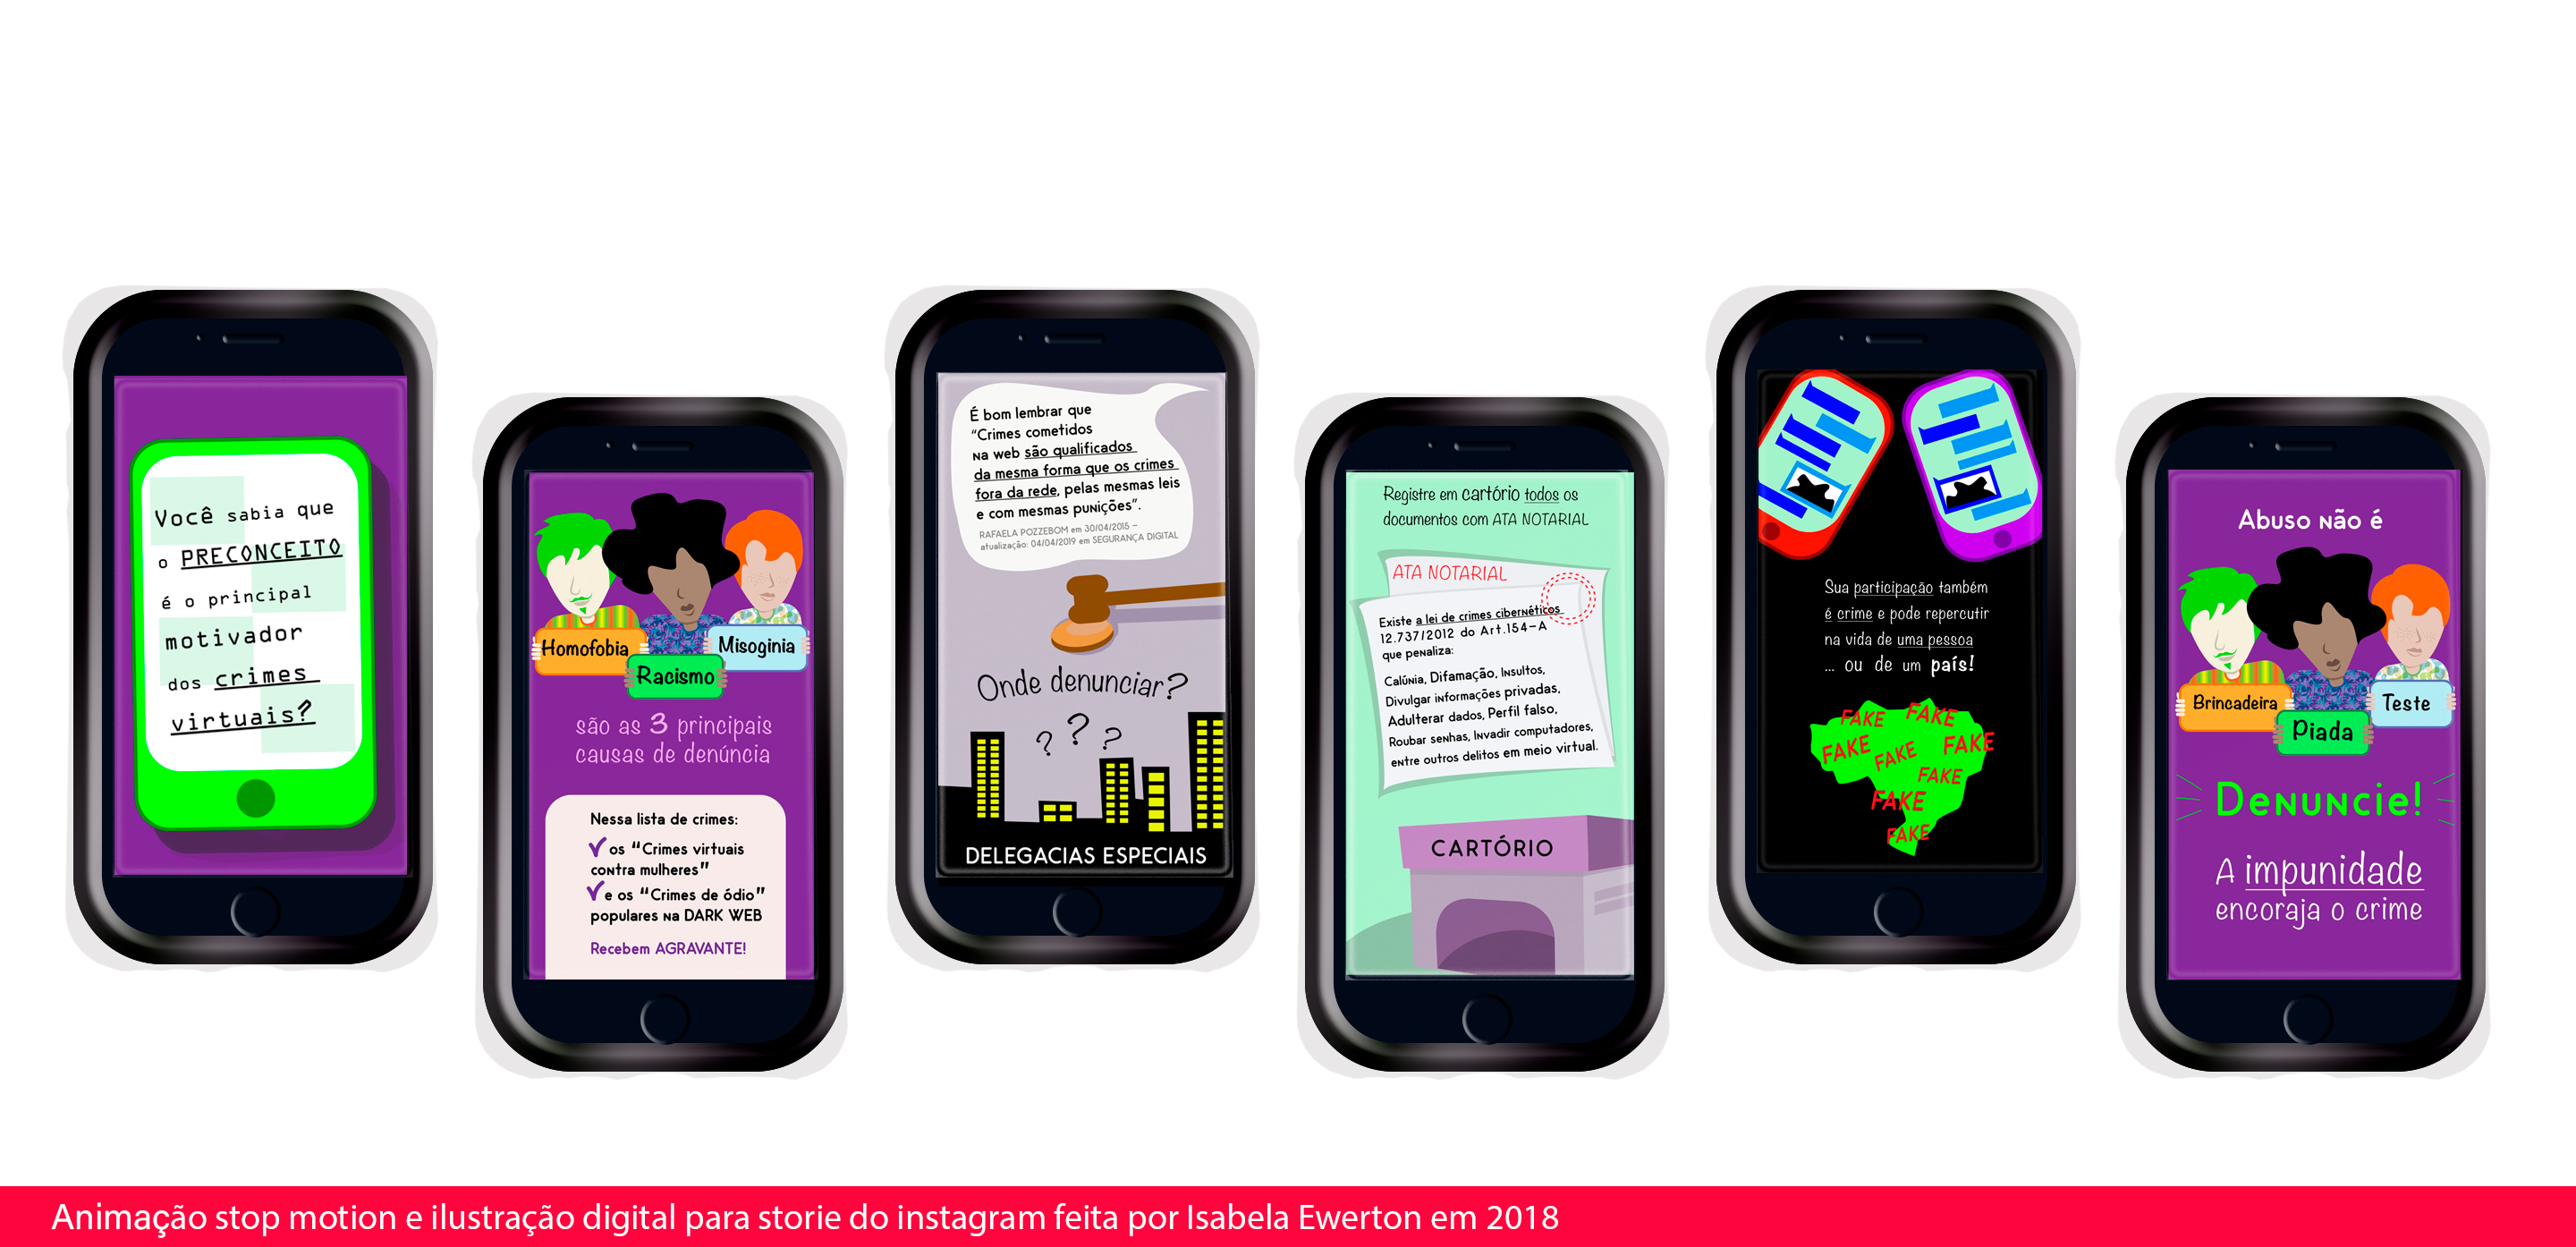 Você sabia que
o PRECONCEITO
é o principal
motivador
dos crimes
virtuais?
Homofobia
Racismo
Misoginia
são as 3 principais
causas de denúncia
Nessa lista de crimes:
os “Crimes virtuais
contra mulheres”
e os “Crimes de ódio”
populares na DARK WEB
Recebem AGRAVANTE!
É bom lembrar que
“Crimes cometidos
na web são qualificados
da mesma forma que os crimes
fora da rede, pelas mesmas leis
e com mesmas punições”.
RAFAELA POZZEBOM em 30/04/2015 –
atualização: 04/04/2019 em SEGURANÇA DIGITAL
Onde denunciar?
? ? ?
DELEGACIAS ESPECIAIS
Registre em cartório todos os
documentos com ATA NOTARIAL
ATA NOTARIAL
Existe a lei de crimes cibernéticos
12.737/2012 do Art.154-A
que penaliza:
Calúnia, Difamação, Insultos,
Divulgar informações privadas,
Adulterar dados, Perfil falso,
Roubar senhas, Invadir computadores,
entre outros delitos em meio virtual.
CARTÓRIO
Sua participação também
é crime e pode repercutir
na vida de uma pessoa
... ou de um país!
FAKE FAKE
FAKE FAKE FAKE
FAKE
FAKE
FAKE
Abuso não é
Brincadeira
Piada
Teste
Denuncie!
A impunidade
encoraja o crime
Animação stop motion e ilustração digital para storie do instagram feita por Isabela Ewerton em 2018